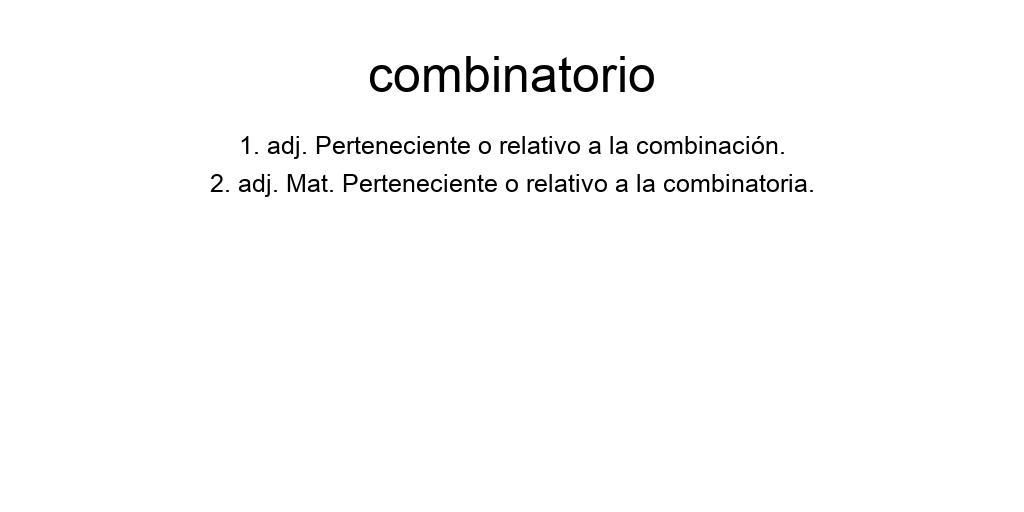 combinatorio
1. adj. Perteneciente o relativo a la combinación.
2. adj. Mat. Perteneciente o relativo a la combinatoria.